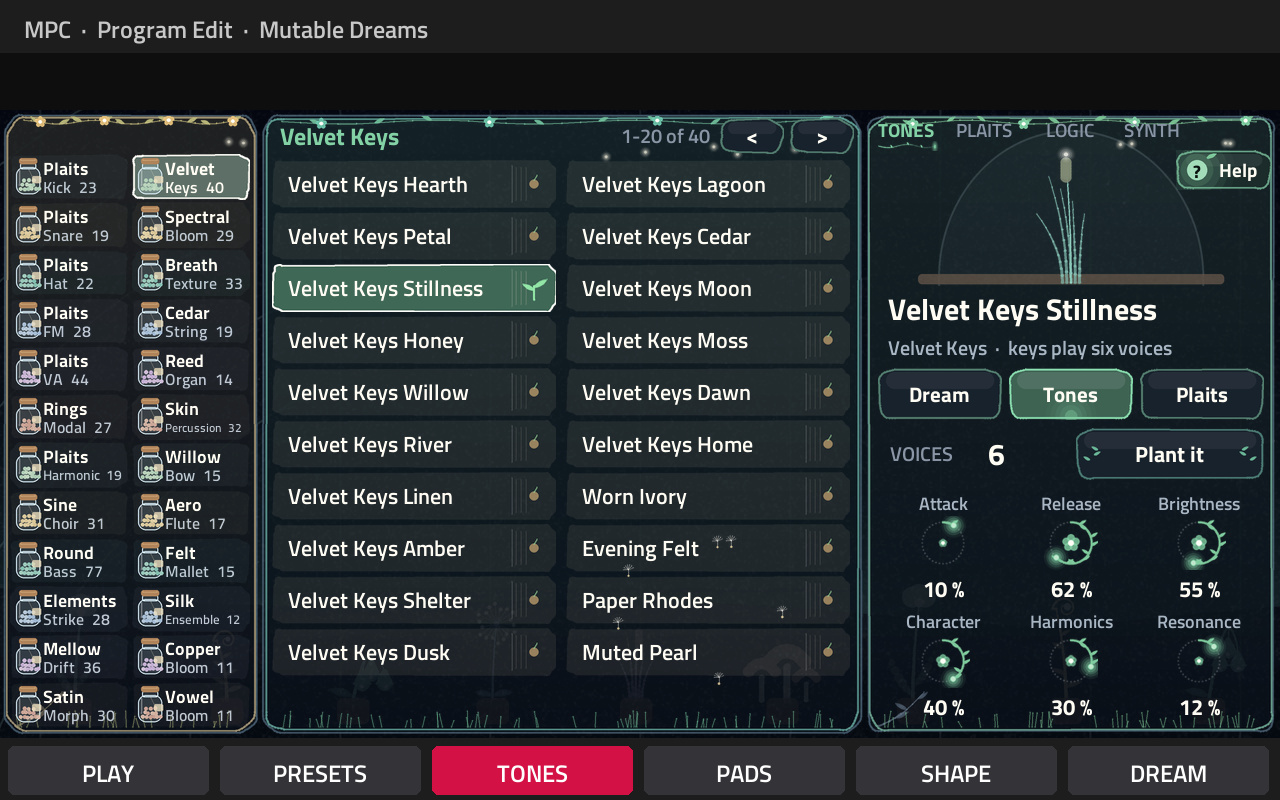 MPC · Program Edit · Mutable Dreams
Plaits
Kick 23
Velvet
Keys 40
Plaits
Snare 19
Spectral
Bloom 29
Plaits
Hat 22
Breath
Texture 33
Plaits
FM 28
Cedar
String 19
Plaits
VA 44
Reed
Organ 14
Rings
Modal 27
Skin
Percussion 32
Plaits
Harmonic 19
Willow
Bow 15
Sine
Choir 31
Aero
Flute 17
Round
Bass 77
Felt
Mallet 15
Elements
Strike 28
Silk
Ensemble 12
Mellow
Drift 36
Copper
Bloom 11
Satin
Morph 30
Vowel
Bloom 11
Velvet Keys
1-20 of 40
<
>
Velvet Keys Hearth
Velvet Keys Lagoon
Velvet Keys Petal
Velvet Keys Cedar
Velvet Keys Stillness
Velvet Keys Moon
Velvet Keys Honey
Velvet Keys Moss
Velvet Keys Willow
Velvet Keys Dawn
Velvet Keys River
Velvet Keys Home
Velvet Keys Linen
Worn Ivory
Velvet Keys Amber
Evening Felt
Velvet Keys Shelter
Paper Rhodes
Velvet Keys Dusk
Muted Pearl
TONES PLAITS LOGIC SYNTH
? Help
Velvet Keys Stillness
Velvet Keys · keys play six voices
Dream
Tones
Plaits
VOICES 6
Plant it
Attack Release Brightness
10 % 62 % 55 %
Character Harmonics Resonance
40 % 30 % 12 %
PLAY
PRESETS
TONES
PADS
SHAPE
DREAM